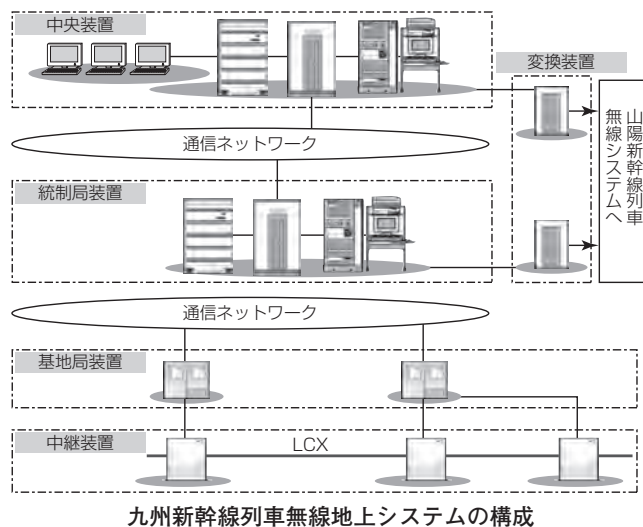 中央装置
変換装置
通信ネットワーク
山陽新幹線列車
無線システムへ
統制局装置
通信ネットワーク
基地局装置
中継装置
LCX
九州新幹線列車無線地上システムの構成